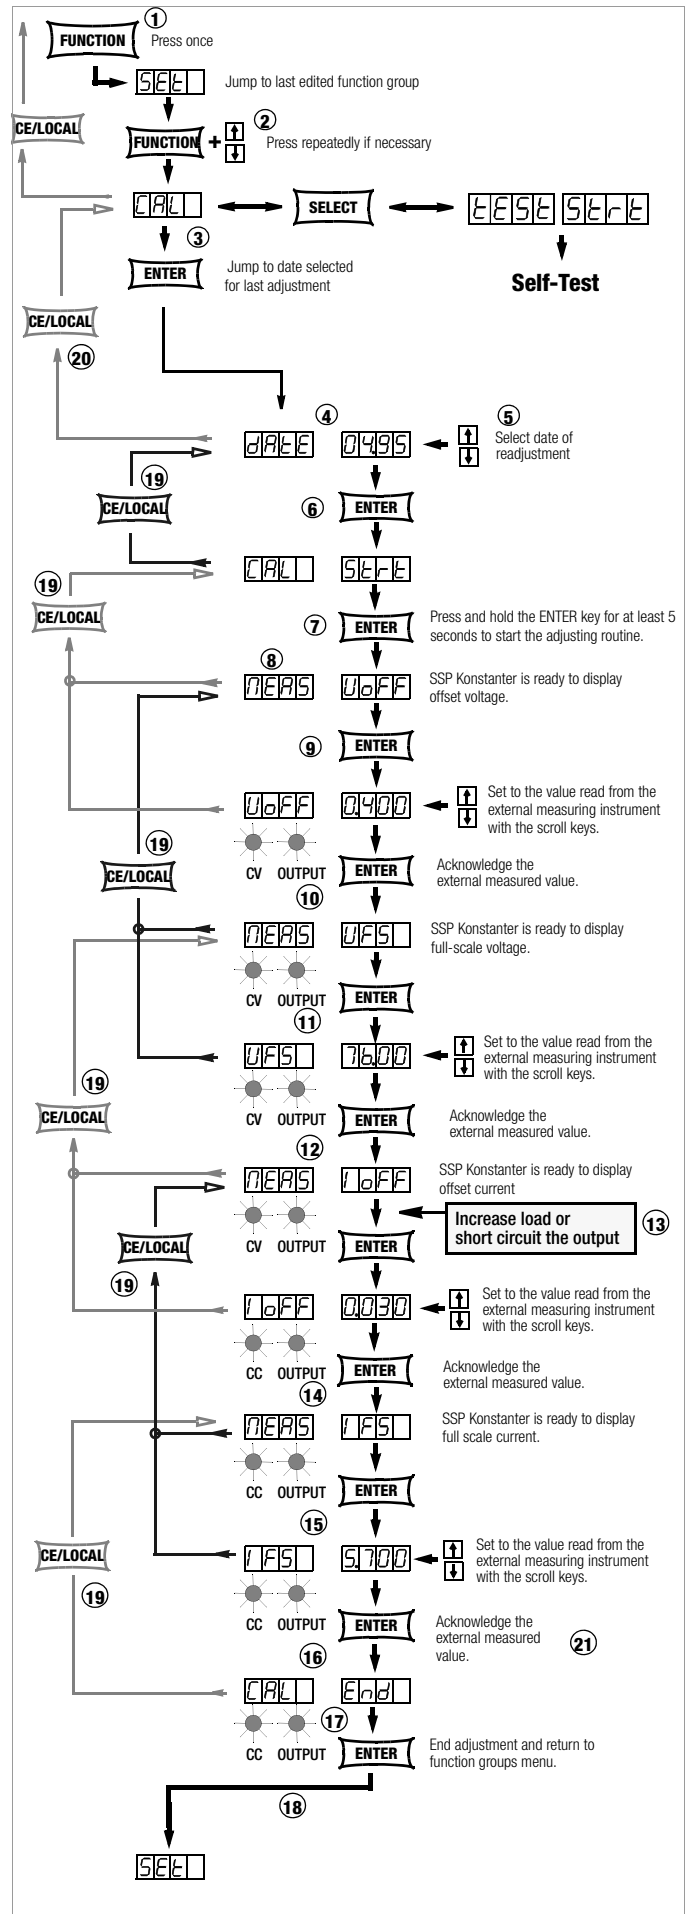 1
FUNCTION
Press once
SEt
Jump to last edited function group
CE/LOCAL
2
FUNCTION +
Press repeatedly if necessary
CAL
SELECT
tESt Strt
3
ENTER
Jump to date selected
for last adjustment
Self-Test
CE/LOCAL
20
4
5
dAtE
04.95
Select date of
readjustment
19
CE/LOCAL
6
ENTER
CAL
Strt
19
CE/LOCAL
7
ENTER
Press and hold the ENTER key for at least 5
seconds to start the adjusting routine.
8
MEAS
UoFF
SSP Konstanter is ready to display
offset voltage.
9
ENTER
UoFF
0.400
Set to the value read from the
external measuring instrument
with the scroll keys.
19
CE/LOCAL
CV OUTPUT
ENTER
Acknowledge the
external measured value.
10
MEAS
UFS
SSP Konstanter is ready to display
full-scale voltage.
CV OUTPUT
ENTER
11
UFS
76.00
Set to the value read from the
external measuring instrument
with the scroll keys.
19
CE/LOCAL
CV OUTPUT
ENTER
Acknowledge the
external measured value.
12
MEAS
IoFF
SSP Konstanter is ready to display
offset current
Increase load or
short circuit the output
13
CE/LOCAL
CV OUTPUT
ENTER
19
IoFF
0.030
Set to the value read from the
external measuring instrument
with the scroll keys.
CC OUTPUT
ENTER
Acknowledge the
external measured value.
14
MEAS
IFS
SSP Konstanter is ready to display
full scale current.
CC OUTPUT
ENTER
15
CE/LOCAL
IFS
5.700
Set to the value read from the
external measuring instrument
with the scroll keys.
19
CC OUTPUT
ENTER
Acknowledge the
external measured
value.
21
16
CAL
End
17
CC OUTPUT
ENTER
End adjustment and return to
function groups menu.
18
SEt